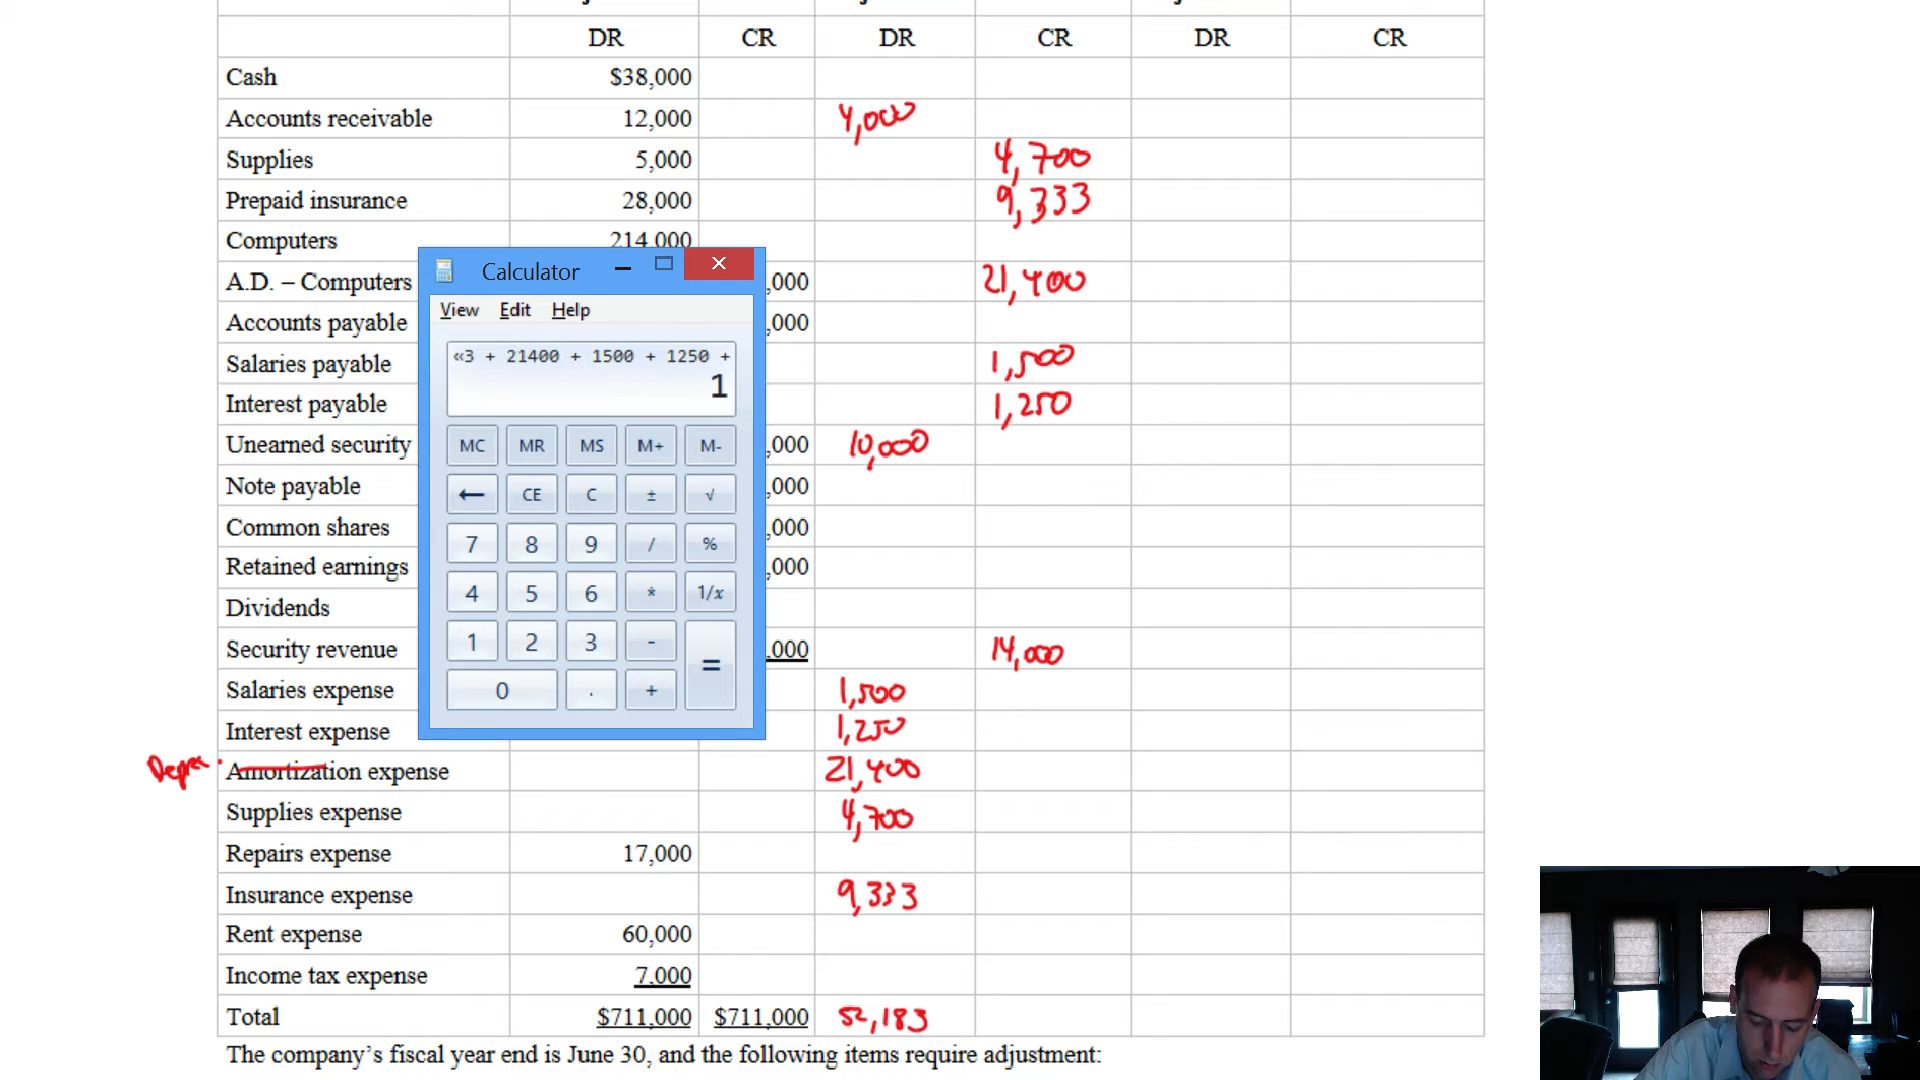 DR CR DR CR DR CR
Cash $38,000
Accounts receivable 12,000 4,000
Supplies 5,000 4,700
Prepaid insurance 28,000 9,333
Computers 214,000
A.D. – Computers ,000 21,400
Accounts payable ,000
Salaries payable 1,500
Interest payable 1,250
Unearned security ,000 10,000
Note payable ,000
Common shares ,000
Retained earnings ,000
Dividends
Security revenue ,000 14,000
Salaries expense 1,500
Interest expense 1,250
Deprec. Amortization expense 21,400
Supplies expense 4,700
Repairs expense 17,000
Insurance expense 9,333
Rent expense 60,000
Income tax expense 7,000
Total $711,000 $711,000 52,183
The company’s fiscal year end is June 30, and the following items require adjustment:
Calculator
View Edit Help
«3 + 21400 + 1500 + 1250 +
1
MC MR MS M+ M-
← CE C ± √
7 8 9 / %
4 5 6 * 1/x
1 2 3 - =
0 . +